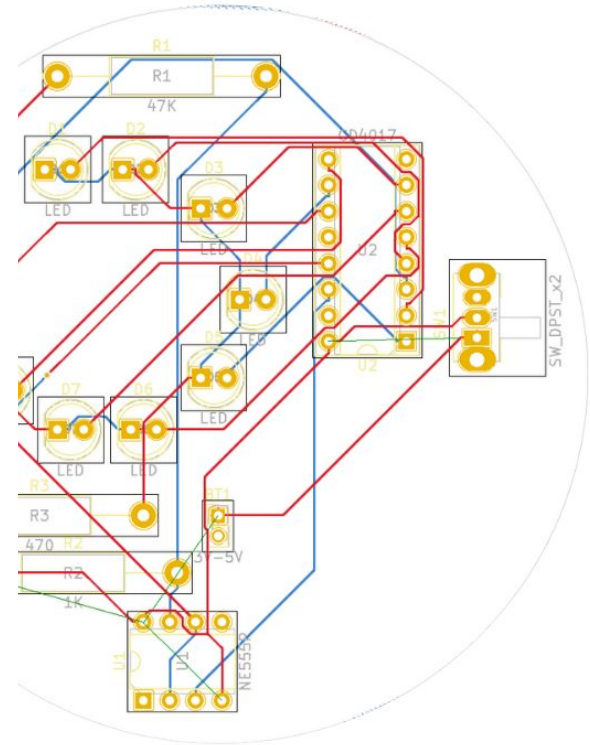 R1
R1
47K
CD4017
D1
D2
LED
LED
D3
LED
U2
U2
D4
SW1
SW1
SW_DPST_x2
D5
LED
D7
D6
LED
LED
R3
R3
470
BT1
3V-5V
R2
R2
1K
U1
U1
NE555P